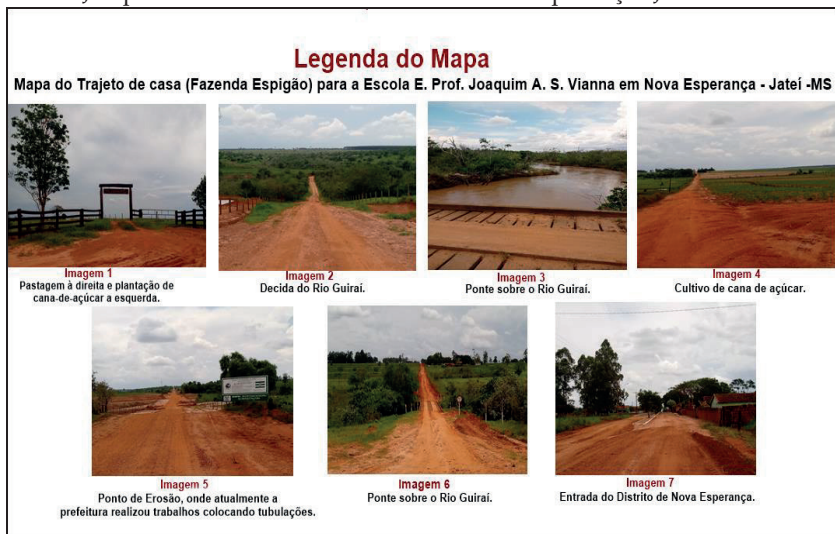 Legenda do Mapa
Mapa do Trajeto de casa (Fazenda Espigão) para a Escola E. Prof. Joaquim A. S. Vianna em Nova Esperança - Jateí -MS
Imagem 1
Pastagem à direita e plantação de
cana-de-açúcar a esquerda.
Imagem 2
Decida do Rio Guiraí.
Imagem 3
Ponte sobre o Rio Guiraí.
Imagem 4
Cultivo de cana de açúcar.
Imagem 5
Ponto de Erosão, onde atualmente a
prefeitura realizou trabalhos colocando tubulações.
Imagem 6
Ponte sobre o Rio Guiraí.
Imagem 7
Entrada do Distrito de Nova Esperança.